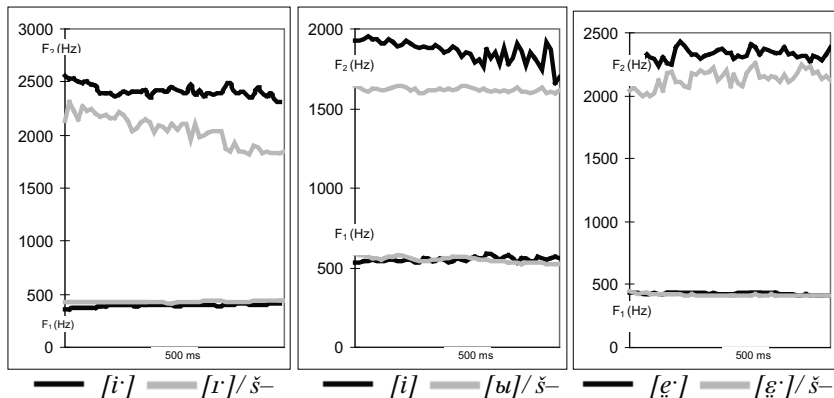 3000
F₂(Hz)
2500
2000
1500
1000
500
F₁(Hz)
0
500 ms
[i·] [ɪ·]/ š–
2000
F₂
(Hz)
1500
1000
F₁(Hz)
500
0
500 ms
[i] [ы]/ š–
2500
F₂
(Hz)
2000
1500
1000
500
F₁(Hz)
0
500 ms
[e̤·] [ɛ̤·]/ š–